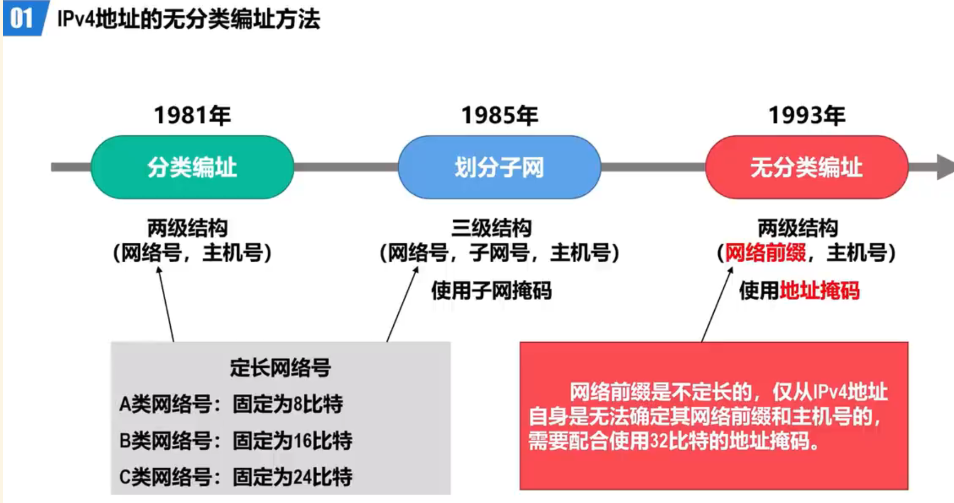 01 IPv4地址的无分类编址方法
1981年 1985年 1993年
分类编址 划分子网 无分类编址
两级结构 三级结构 两级结构
(网络号，主机号) (网络号，子网号，主机号) (网络前缀，主机号)
使用子网掩码 使用地址掩码
定长网络号
A类网络号：固定为8比特
B类网络号：固定为16比特
C类网络号：固定为24比特
网络前缀是不定长的，仅从IPv4地址
自身是无法确定其网络前缀和主机号的，
需要配合使用32比特的地址掩码。